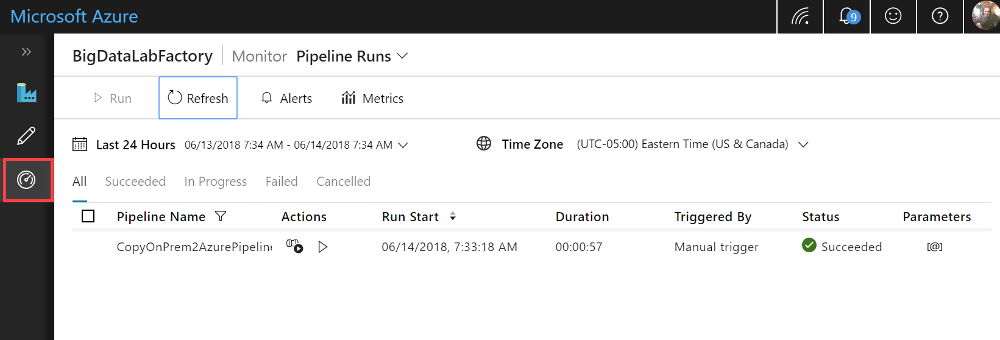 Microsoft Azure
9
BigDataLabFactory Monitor Pipeline Runs
Run Refresh Alerts Metrics
Last 24 Hours 06/13/2018 7:34 AM - 06/14/2018 7:34 AM Time Zone (UTC-05:00) Eastern Time (US & Canada)
All Succeeded In Progress Failed Cancelled
Pipeline Name Actions Run Start Duration Triggered By Status Parameters
CopyOnPrem2AzurePipeline 06/14/2018, 7:33:18 AM 00:00:57 Manual trigger Succeeded [@]